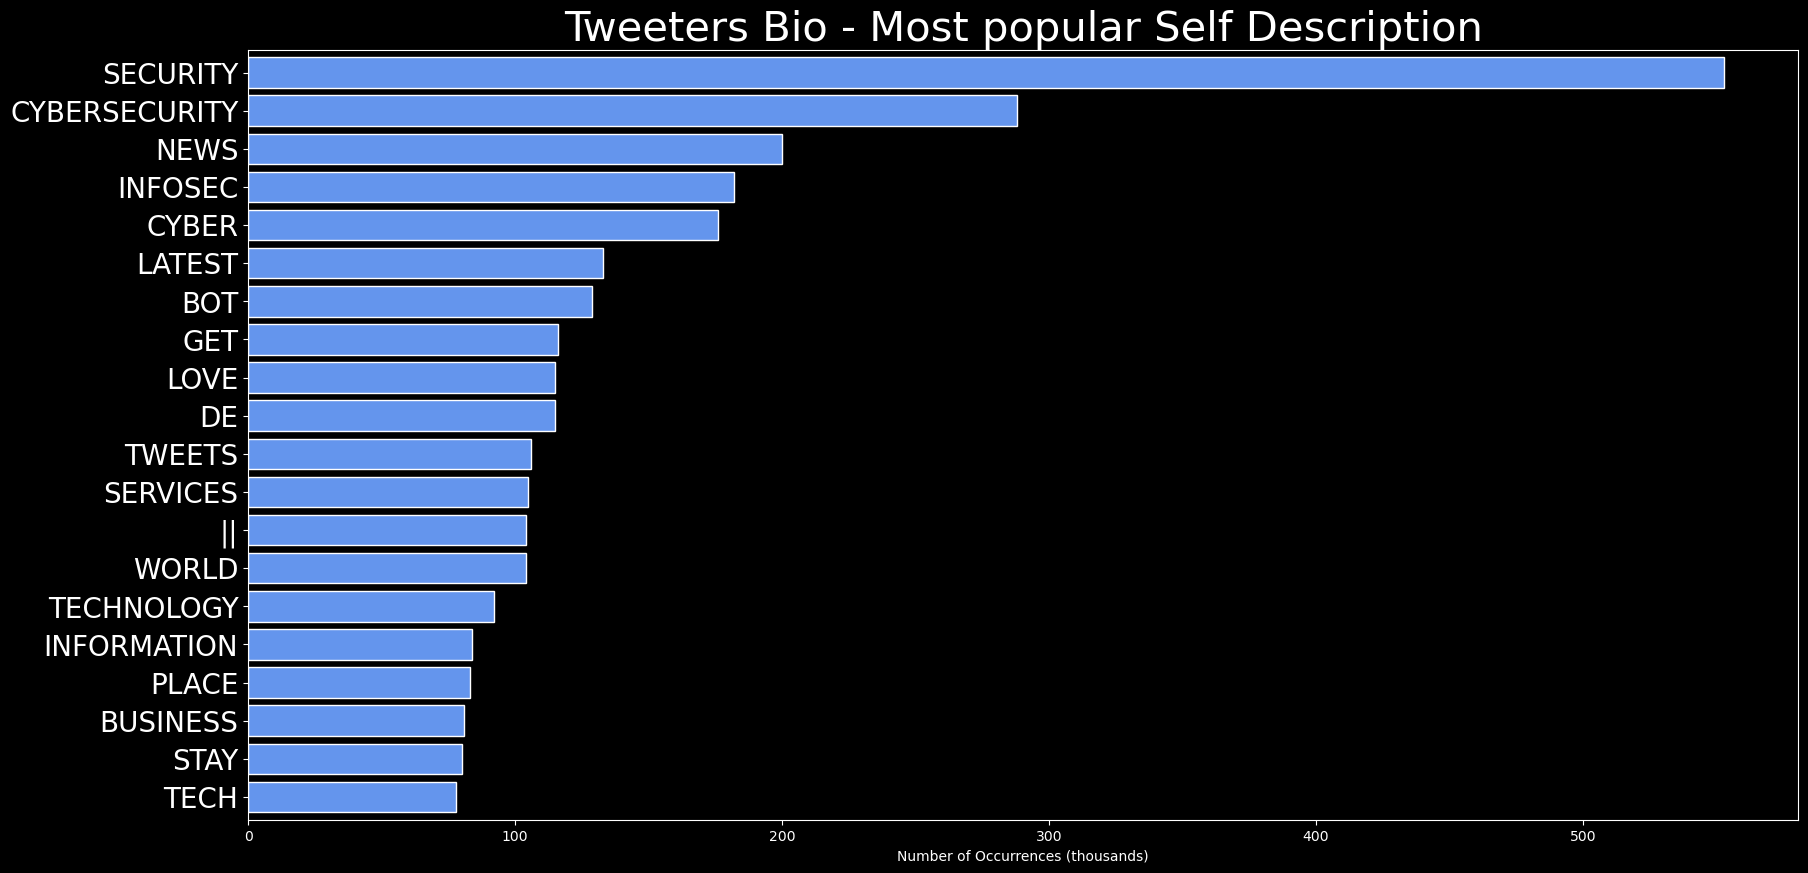 Tweeters Bio - Most popular Self Description
SECURITY
CYBERSECURITY
NEWS
INFOSEC
CYBER
LATEST
BOT
GET
LOVE
DE
TWEETS
SERVICES
||
WORLD
TECHNOLOGY
INFORMATION
PLACE
BUSINESS
STAY
TECH
0 100 200 300 400 500
Number of Occurrences (thousands)